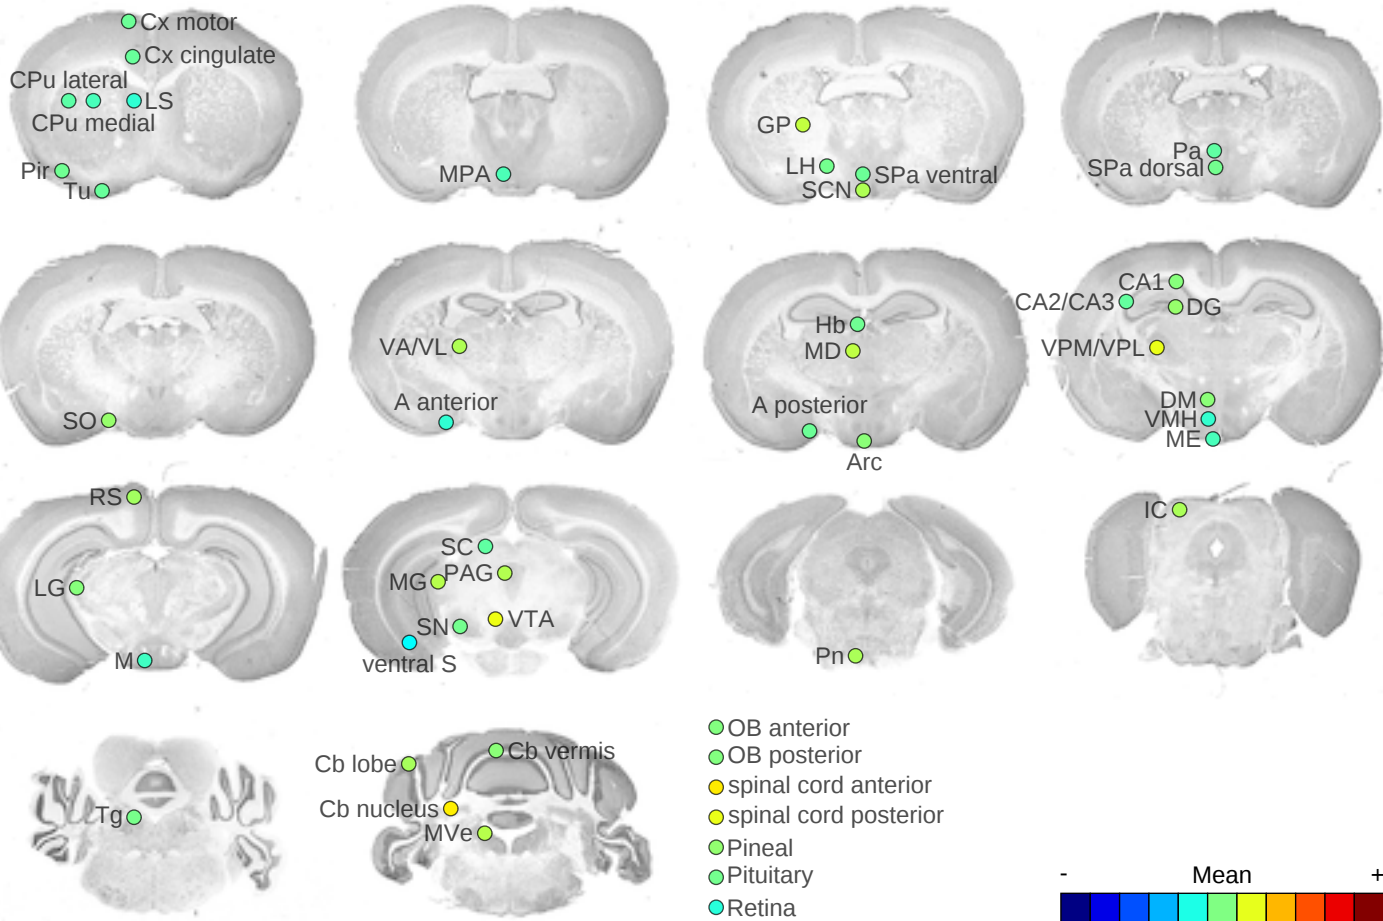 Cx motor
Cx cingulate
CPu lateral
LS
CPu medial
Pir
Tu
MPA
GP
LH
SPa ventral
SCN
Pa
SPa dorsal
SO
VA/VL
A anterior
Hb
MD
A posterior
Arc
CA1
CA2/CA3
DG
VPM/VPL
DM
VMH
ME
RS
LG
M
SC
MG
PAG
SN
VTA
ventral S
Pn
IC
Tg
Cb lobe
Cb vermis
Cb nucleus
MVe
OB anterior
OB posterior
spinal cord anterior
spinal cord posterior
Pineal
Pituitary
Retina
- Mean +